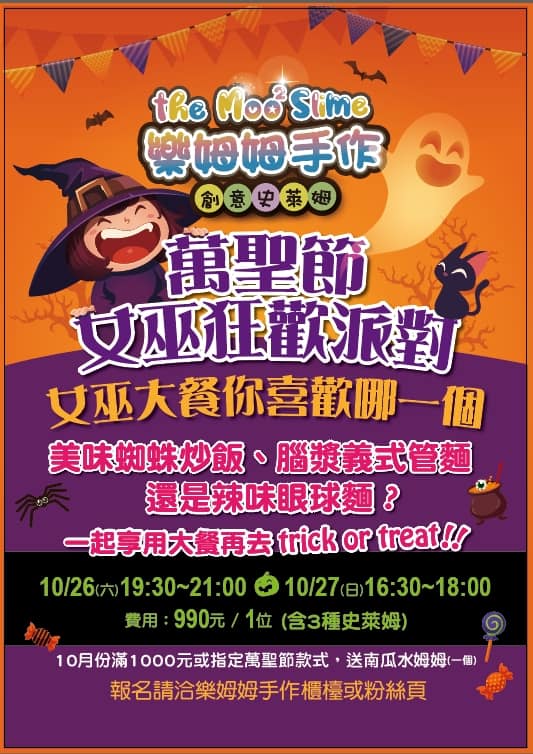 the Moo² Slime
樂姆姆手作
創意史萊姆
萬聖節
女巫狂歡派對
女巫大餐你喜歡哪一個
美味蜘蛛炒飯、腦漿義式管麵
還是辣味眼球麵?
一起享用大餐再去 trick or treat!!
10/26(六)19:30~21:00 10/27(日)16:30~18:00
費用:990元 / 1位 (含3種史萊姆)
10月份滿1000元或指定萬聖節款式,送南瓜水姆姆(一個)
報名請洽樂姆姆手作櫃檯或粉絲頁